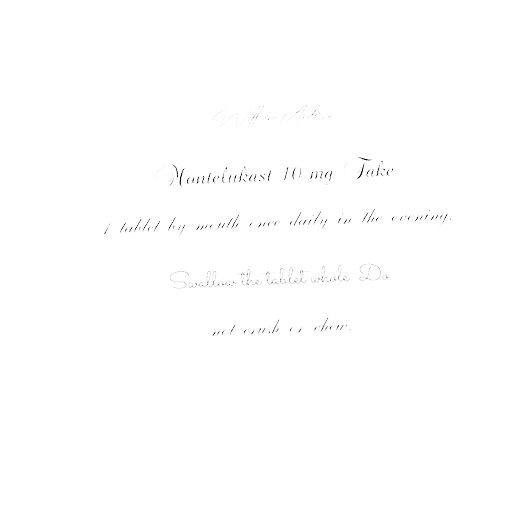 Montelukast 10 mg Take
1 tablet by mouth once daily in the evening.
Swallow the tablet whole Do
not crush or chew.